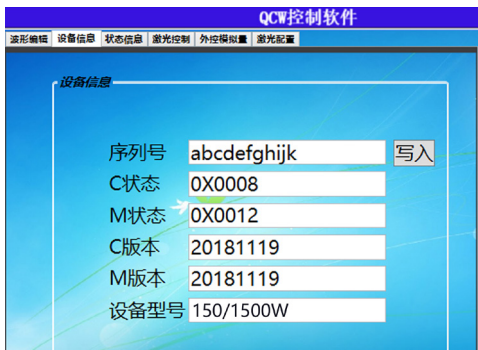 QCW控制软件
波形编辑 设备信息 状态信息 激光控制 外控模拟量 激光配置
设备信息
序列号 abcdefghijk 写入
C状态 0X0008
M状态 0X0012
C版本 20181119
M版本 20181119
设备型号 150/1500W